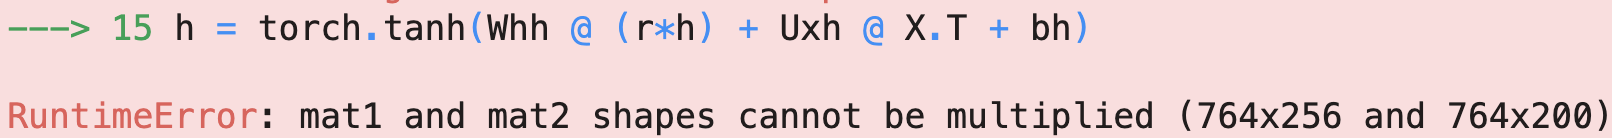 ---> 15 h = torch.tanh(Whh @ (r*h) + Uxh @ X.T + bh)
RuntimeError: mat1 and mat2 shapes cannot be multiplied (764x256 and 764x200)